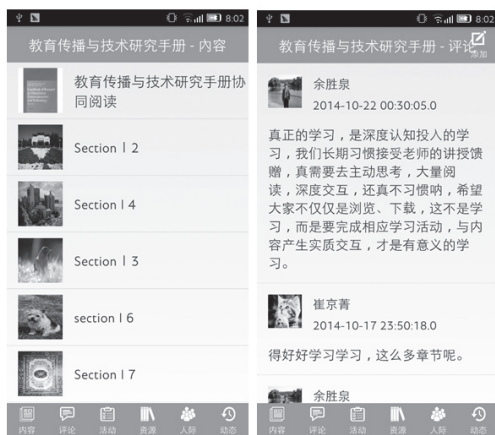 8:02
教育传播与技术研究手册 - 内容
教育传播与技术研究手册协
同阅读
Section | 2
Section | 4
Section | 3
section | 6
Section | 7
内容
评论
活动
资源
人际
动态
8:02
教育传播与技术研究手册 - 评论
添加
余胜泉
2014-10-22 00:30:05.0
真正的学习，是深度认知投入的学
习，我们长期习惯接受老师的讲授馈
赠，真需要去主动思考，大量阅
读，深度交互，还真不习惯呐，希望
大家不仅仅是浏览、下载，这不是学
习，而是要完成相应学习活动，与内
容产生实质交互，才是有意义的学
习。
崔京菁
2014-10-17 23:50:18.0
得好好学习学习，这么多章节呢。
余胜泉
内容
评论
活动
资源
人际
动态